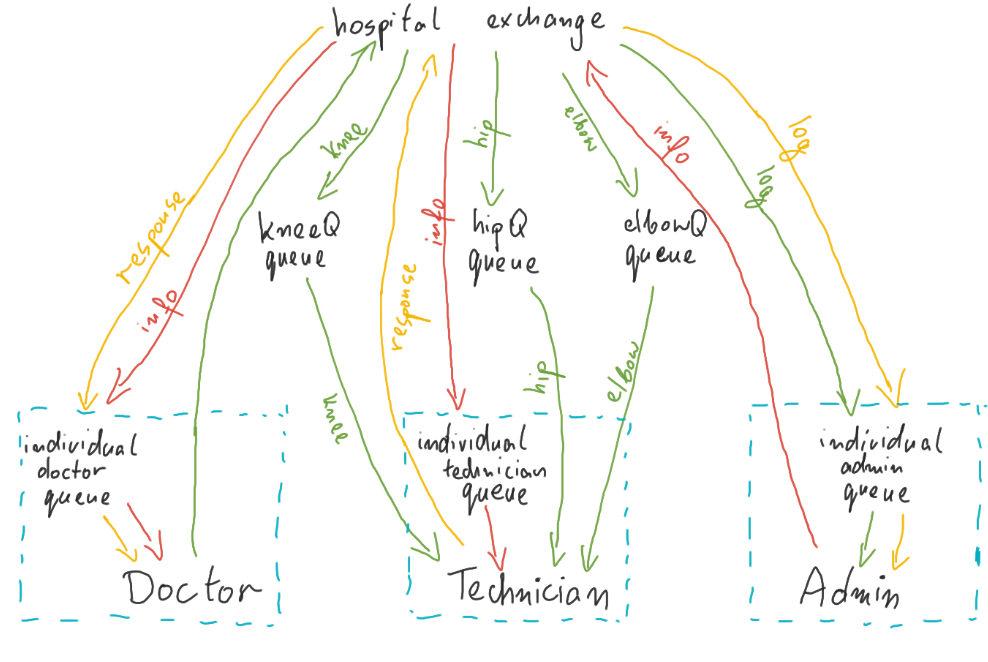 hospital exchange
knee
hip
elbow
info
log
log
response
info
info
kneeQ
queue
hipQ
queue
elbowQ
queue
response
knee
hip
elbow
individual
doctor
queue
individual
technician
queue
individual
admin
queue
Doctor
Technician
Admin